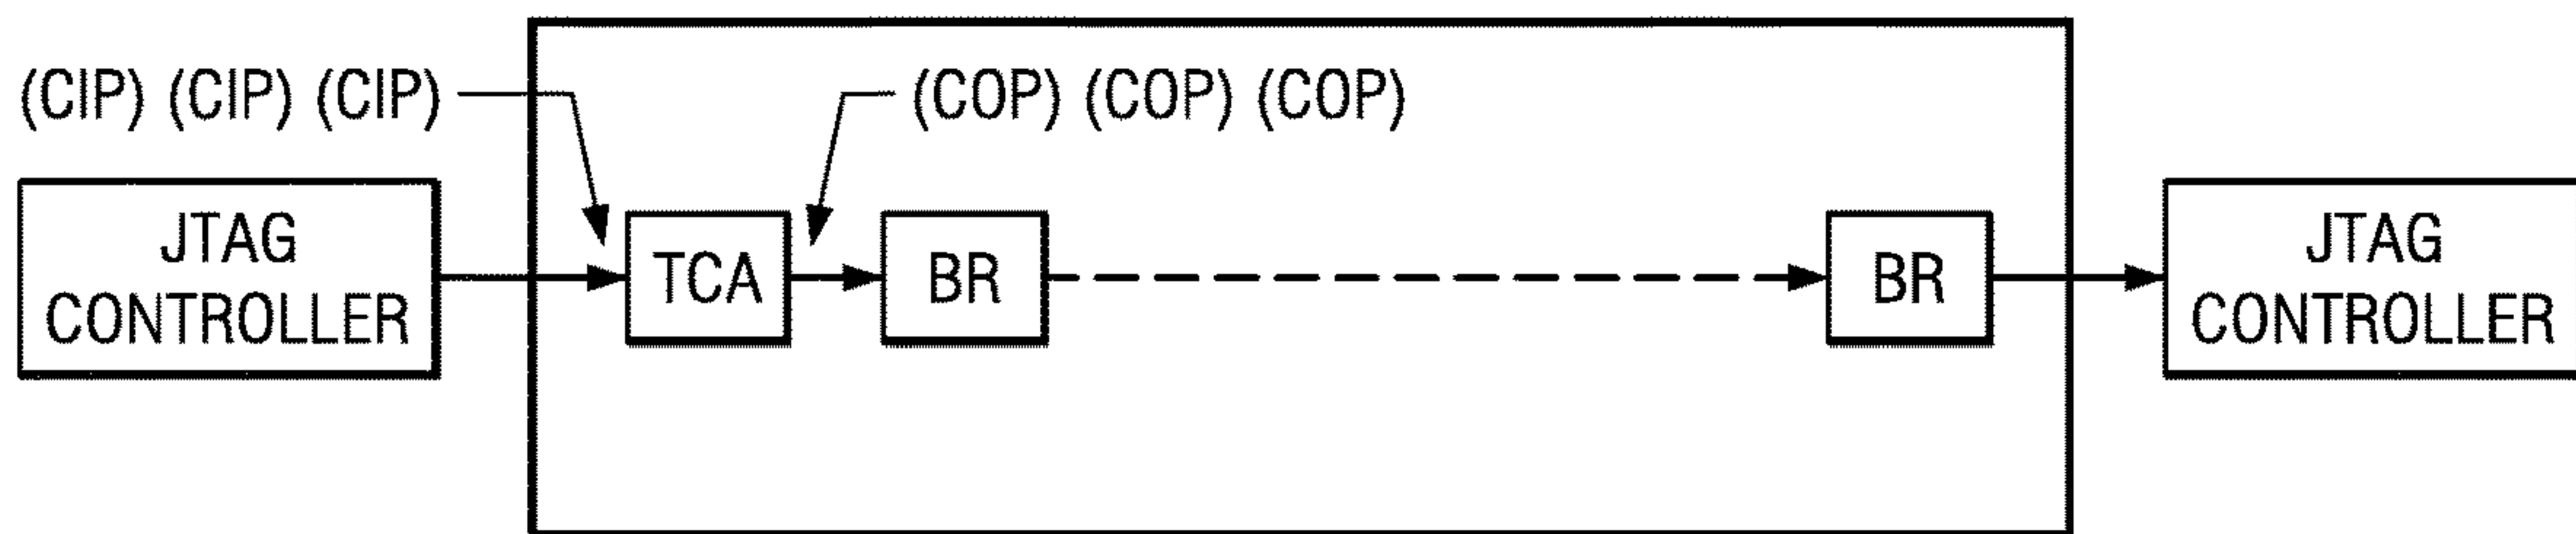 (CIP) (CIP) (CIP)
(COP) (COP) (COP)
JTAG
CONTROLLER
TCA
BR
BR
JTAG
CONTROLLER